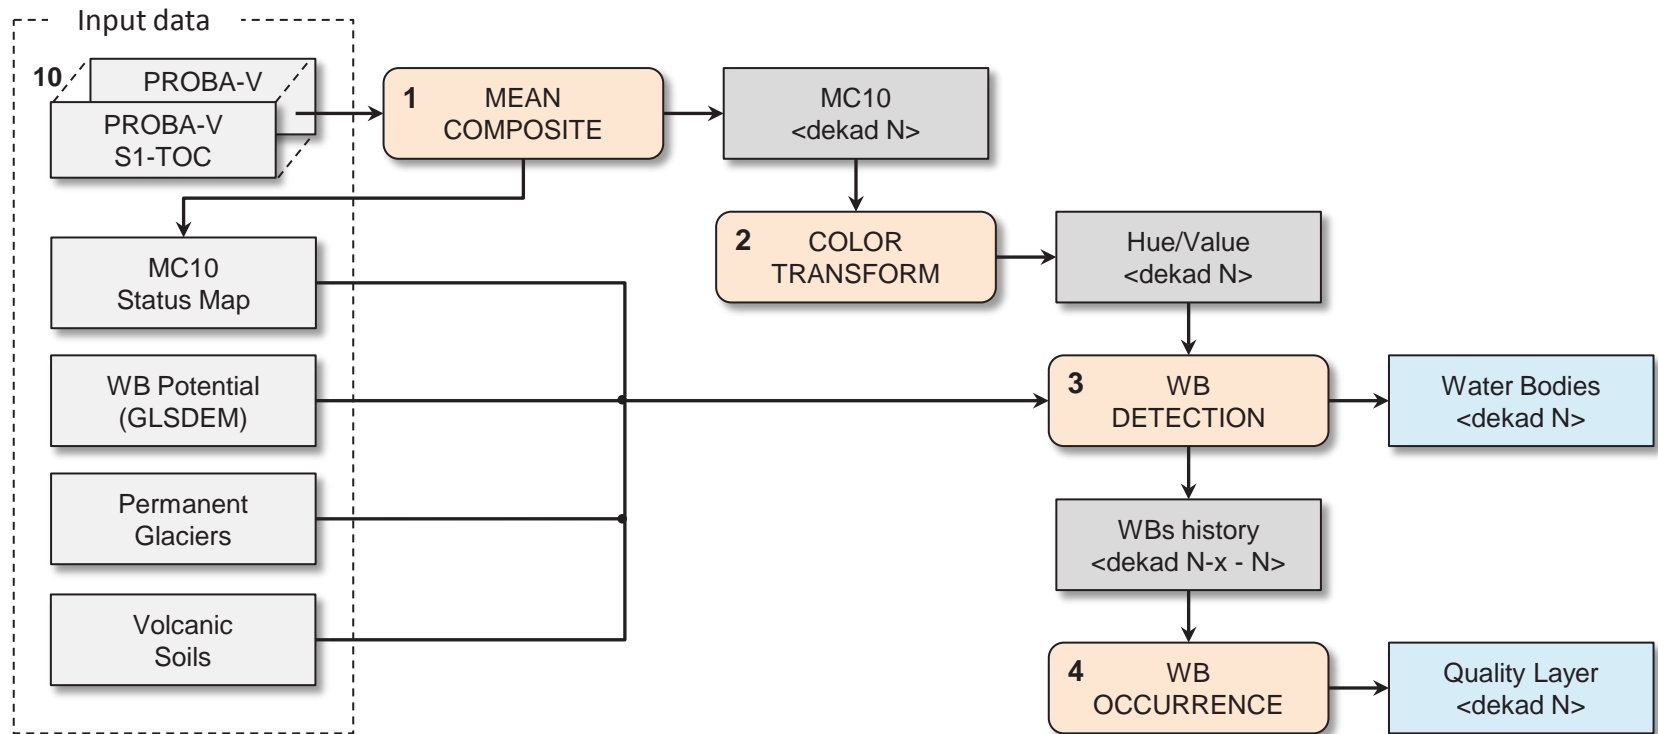 Input data
10
PROBA-V
PROBA-V
S1-TOC
1
MEAN
COMPOSITE
MC10
<dekad N>
2
COLOR
TRANSFORM
Hue/Value
<dekad N>
MC10
Status Map
WB Potential
(GLSDEM)
Permanent
Glaciers
Volcanic
Soils
3
WB
DETECTION
Water Bodies
<dekad N>
WBs history
<dekad N-x - N>
4
WB
OCCURRENCE
Quality Layer
<dekad N>